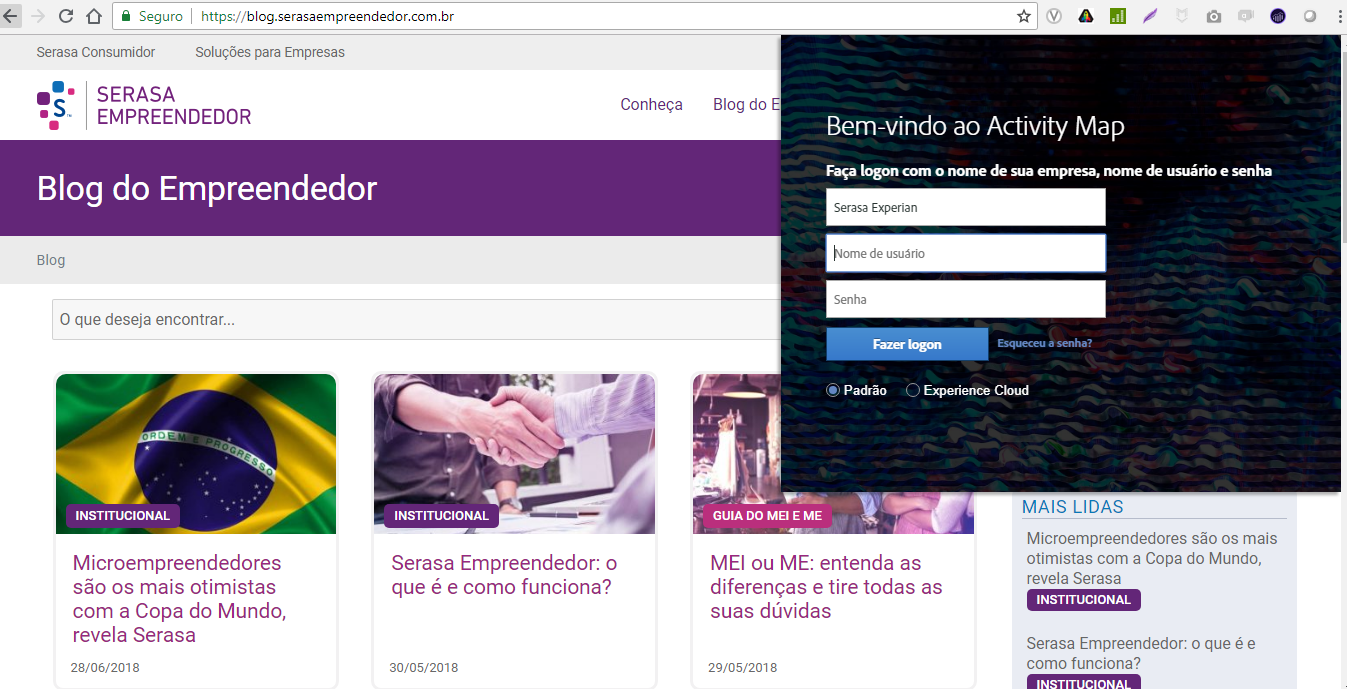 Seguro
https://blog.serasaempreendedor.com.br
Serasa Consumidor
Soluções para Empresas
SERASA
EMPREENDEDOR
Conheça
Blog do E
Blog do Empreendedor
Blog
O que deseja encontrar...
Bem-vindo ao Activity Map
Faça logon com o nome de sua empresa, nome de usuário e senha
Serasa Experian
Nome de usuário
Senha
Fazer logon
Esqueceu a senha?
Padrão
Experience Cloud
ORDEM E PROGRESSO
INSTITUCIONAL
Microempreendedores
são os mais otimistas
com a Copa do Mundo,
revela Serasa
28/06/2018
INSTITUCIONAL
Serasa Empreendedor: o
que é e como funciona?
30/05/2018
GUIA DO MEI E ME
MEI ou ME: entenda as
diferenças e tire todas as
suas dúvidas
29/05/2018
MAIS LIDAS
Microempreendedores são os mais
otimistas com a Copa do Mundo,
revela Serasa
INSTITUCIONAL
Serasa Empreendedor: o que é e
como funciona?
INSTITUCIONAL